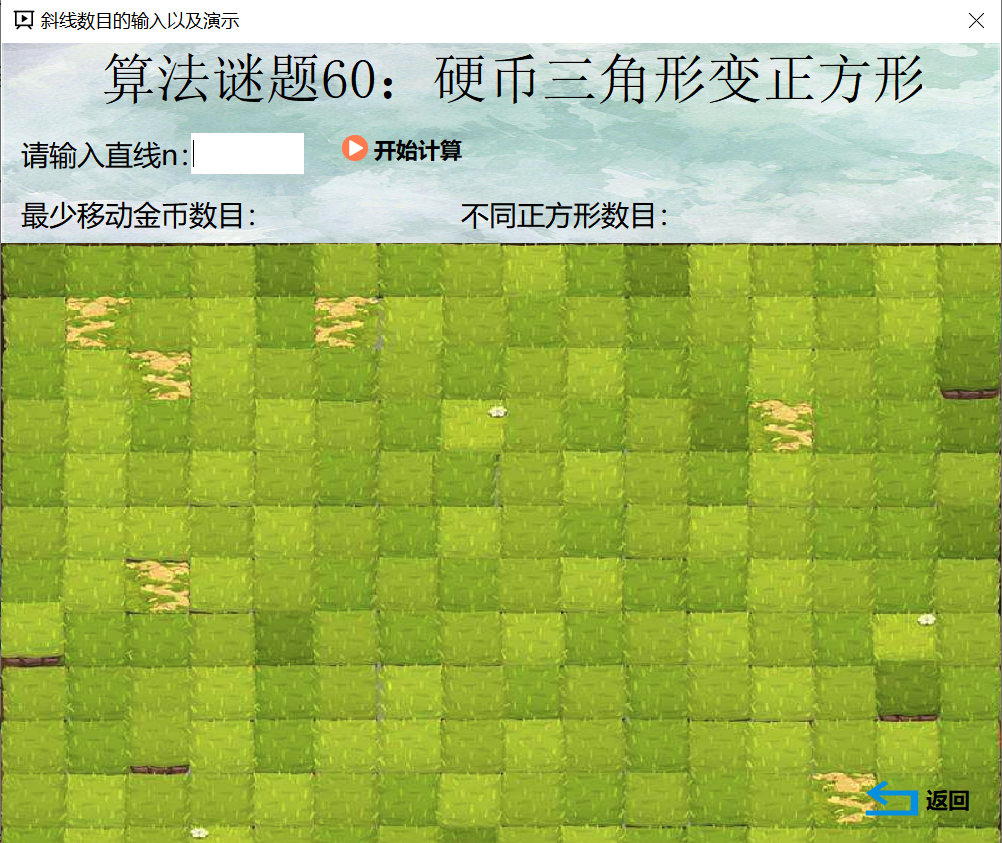 斜线数目的输入以及演示
算法谜题60：硬币三角形变正方形
请输入直线n: 开始计算
最少移动金币数目: 不同正方形数目:
返回